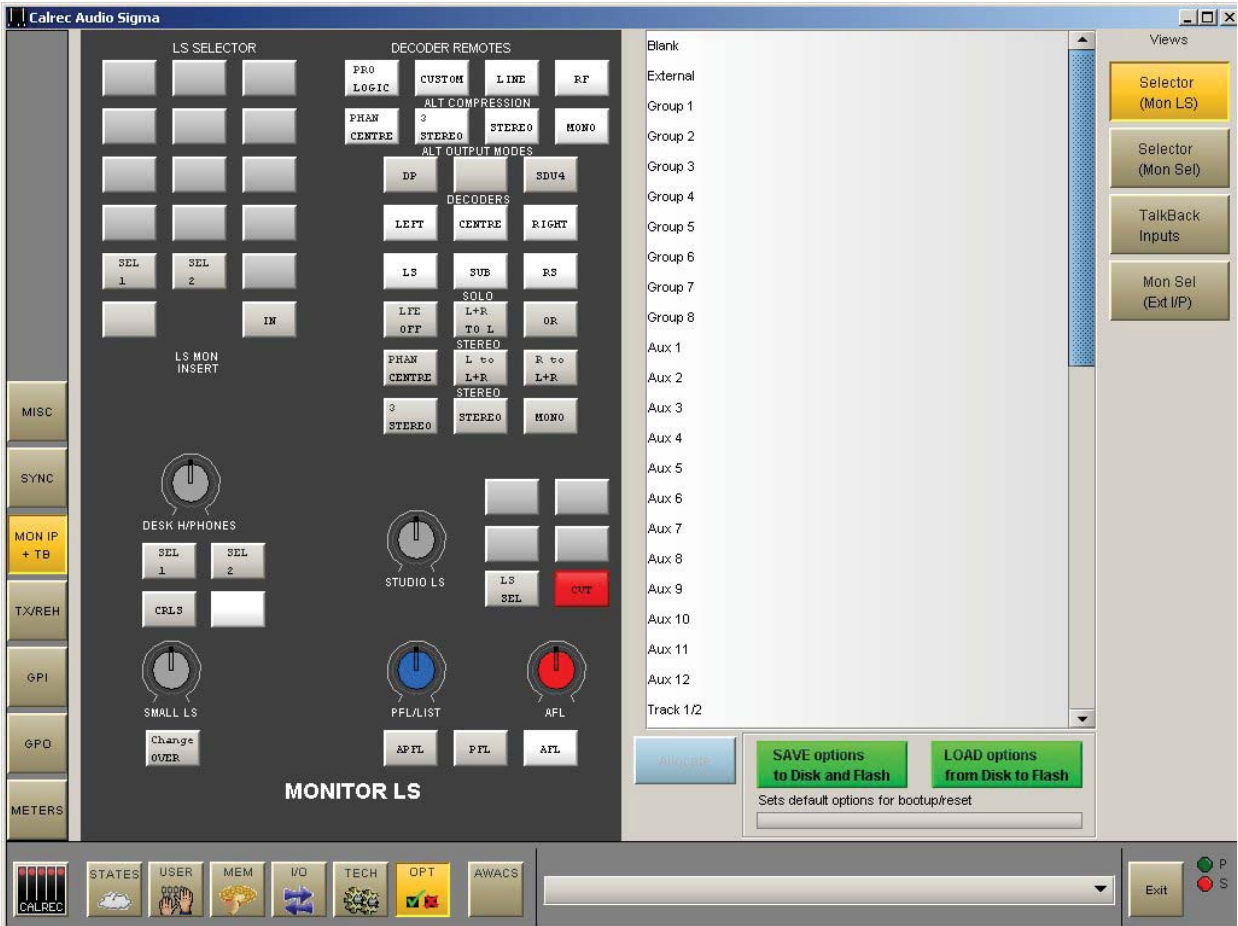 Calrec Audio Sigma
LS SELECTOR
SEL
1
SEL
2
IN
LS MON
INSERT
DECODER REMOTES
PRO
LOGIC
CUSTOM
LINE
RF
ALT COMPRESSION
PHAN
CENTRE
3
STEREO
STEREO
MONO
ALT OUTPUT MODES
DP
SDU4
DECODERS
LEFT
CENTRE
RIGHT
LS
SUB
RS
SOLO
LFE
OFF
L+R
TO L
OR
STEREO
PHAN
CENTRE
L to
L+R
R to
L+R
STEREO
3
STEREO
STEREO
MONO
DESK H/PHONES
SEL
1
SEL
2
CRLS
STUDIO LS
LS
SEL
CUT
SMALL LS
Change
OVER
PFL/LIST
AFL
APFL
PFL
AFL
MONITOR LS
MISC
SYNC
MON IP
+ TB
TX/REH
GPI
GPO
METERS
Blank
External
Group 1
Group 2
Group 3
Group 4
Group 5
Group 6
Group 7
Group 8
Aux 1
Aux 2
Aux 3
Aux 4
Aux 5
Aux 6
Aux 7
Aux 8
Aux 9
Aux 10
Aux 11
Aux 12
Track 1/2
Allocate
SAVE options
to Disk and Flash
LOAD options
from Disk to Flash
Sets default options for bootup/reset
Views
Selector
(Mon LS)
Selector
(Mon Sel)
TalkBack
Inputs
Mon Sel
(Ext I/P)
CALREC
STATES
USER
MEM
I/O
TECH
OPT
AWACS
Exit
P
S